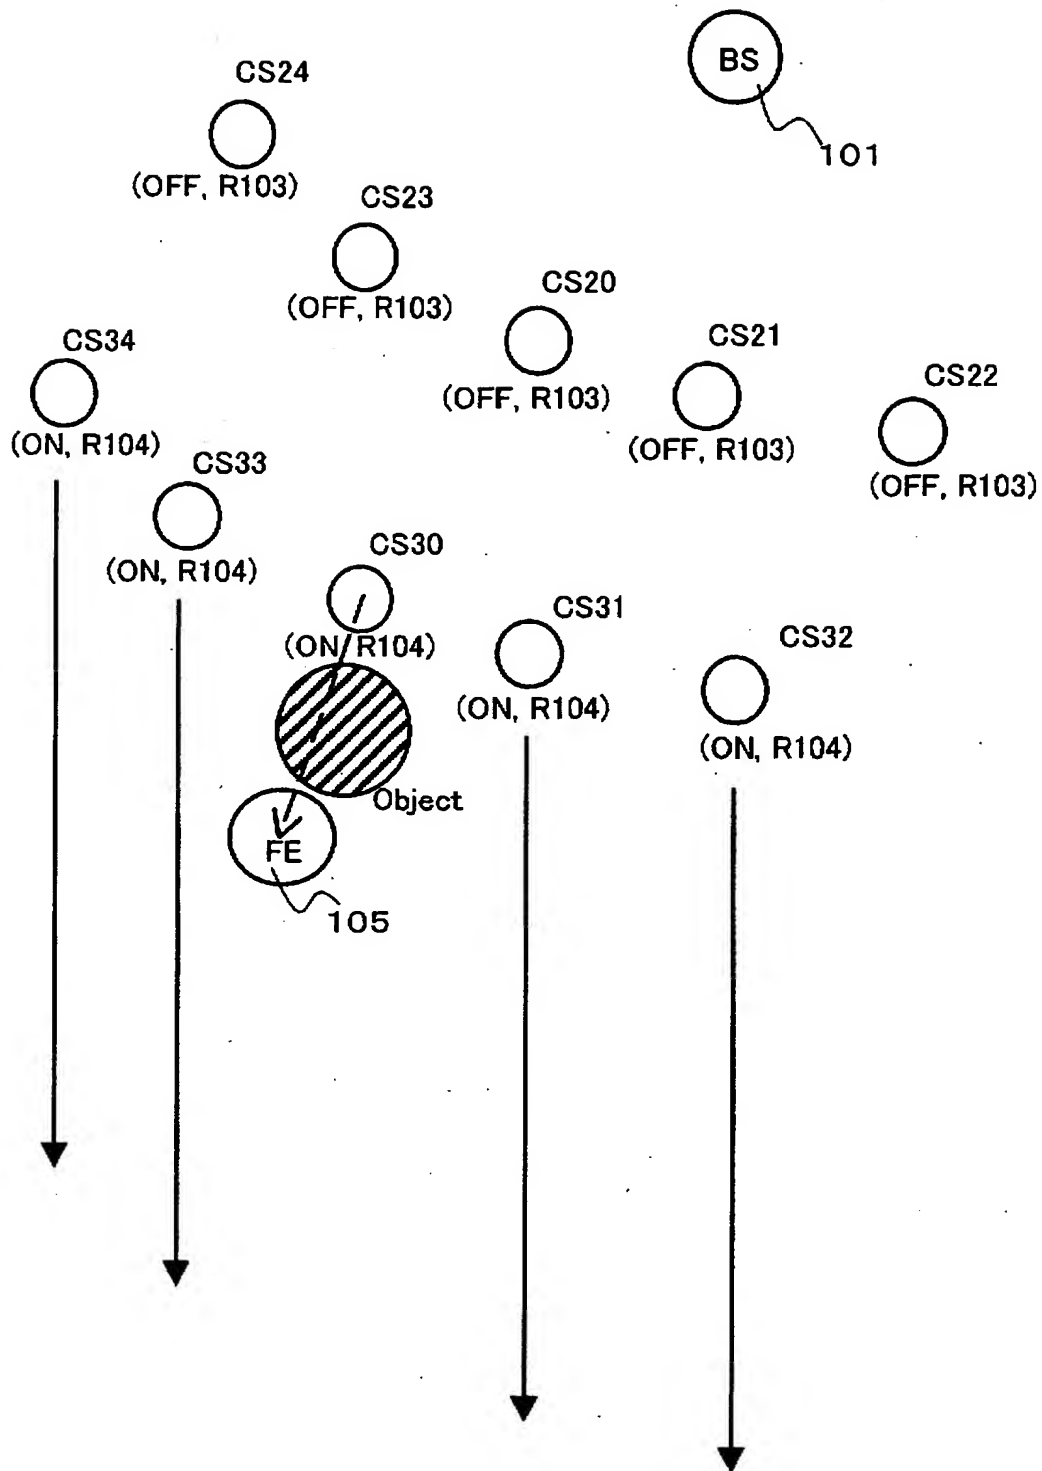 BS
CS24
101
(OFF, R103)
CS23
CS20
(OFF, R103)
CS34
CS21
CS22
(OFF, R103)
(ON, R104)
(OFF, R103)
CS33
(OFF, R103)
CS30
(ON, R104)
CS31
(ON, R104)
CS32
(ON, R104)
(ON, R104)
Object
FE
105